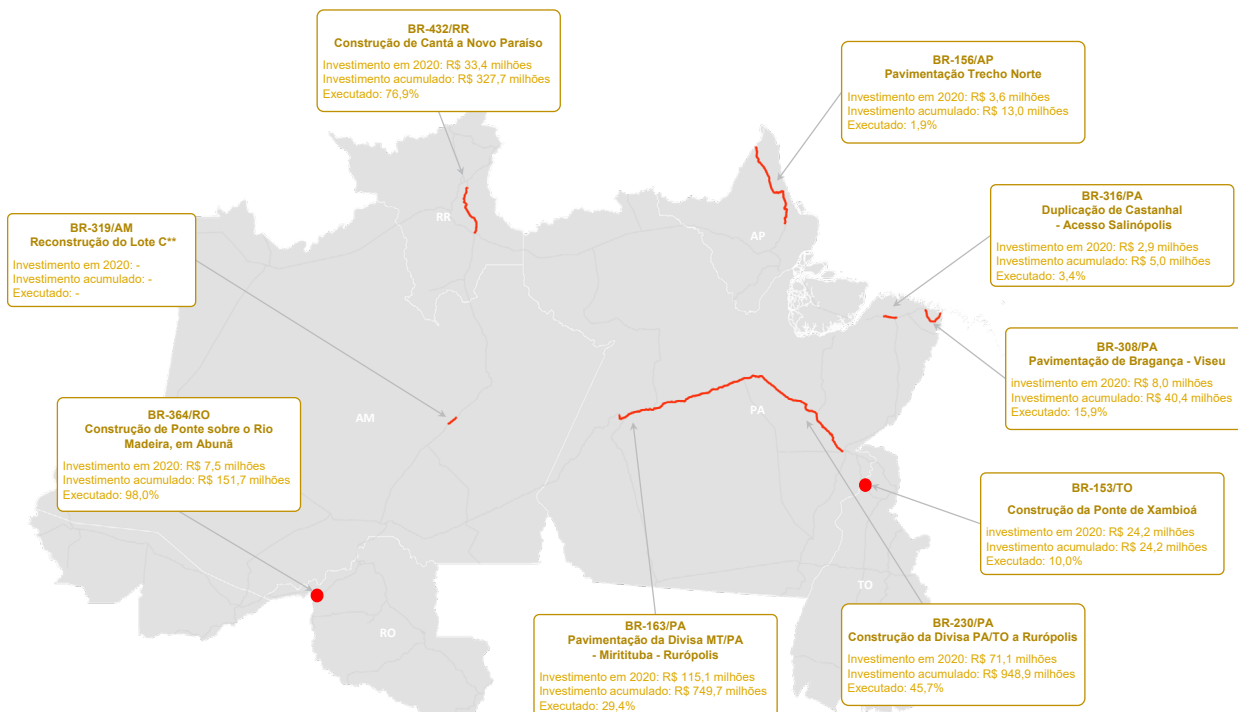 BR-432/RR
Construção de Cantá a Novo Paraíso
Investimento em 2020: R$ 33,4 milhões
Investimento acumulado: R$ 327,7 milhões
Executado: 76,9%
BR-156/AP
Pavimentação Trecho Norte
Investimento em 2020: R$ 3,6 milhões
Investimento acumulado: R$ 13,0 milhões
Executado: 1,9%
BR-316/PA
Duplicação de Castanhal
- Acesso Salinópolis
Investimento em 2020: R$ 2,9 milhões
Investimento acumulado: R$ 5,0 milhões
Executado: 3,4%
BR-319/AM
Reconstrução do Lote C**
Investimento em 2020: -
Investimento acumulado: -
Executado: -
RR
AP
BR-308/PA
Pavimentação de Bragança - Viseu
investimento em 2020: R$ 8,0 milhões
Investimento acumulado: R$ 40,4 milhões
Executado: 15,9%
BR-364/RO
Construção de Ponte sobre o Rio
Madeira, em Abunã
Investimento em 2020: R$ 7,5 milhões
Investimento acumulado: R$ 151,7 milhões
Executado: 98,0%
AM
PA
BR-153/TO
Construção da Ponte de Xambioá
investimento em 2020: R$ 24,2 milhões
Investimento acumulado: R$ 24,2 milhões
Executado: 10,0%
TO
RO
BR-163/PA
Pavimentação da Divisa MT/PA
- Miritituba - Rurópolis
Investimento em 2020: R$ 115,1 milhões
Investimento acumulado: R$ 749,7 milhões
Executado: 29,4%
BR-230/PA
Construção da Divisa PA/TO a Rurópolis
Investimento em 2020: R$ 71,1 milhões
Investimento acumulado: R$ 948,9 milhões
Executado: 45,7%